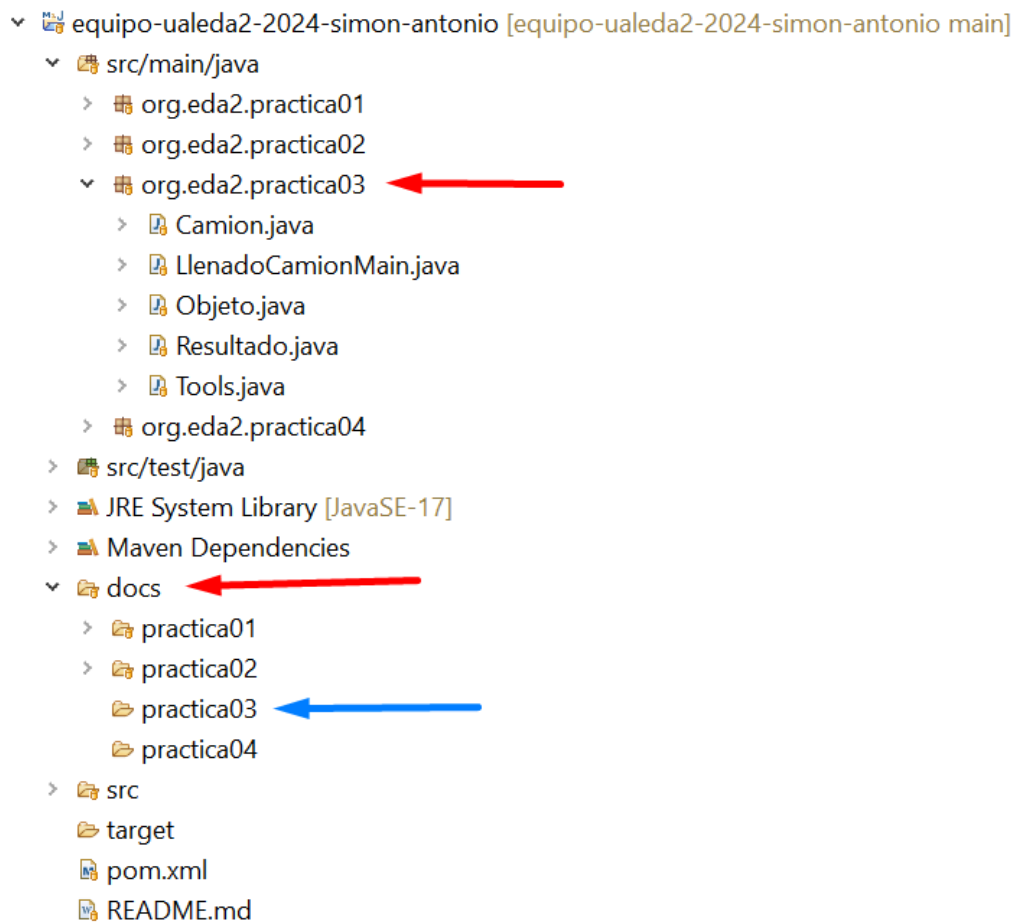 equipo-ualeda2-2024-simon-antonio [equipo-ualeda2-2024-simon-antonio main]
src/main/java
org.eda2.practica01
org.eda2.practica02
org.eda2.practica03
Camion.java
LlenadoCamionMain.java
Objeto.java
Resultado.java
Tools.java
org.eda2.practica04
src/test/java
JRE System Library [JavaSE-17]
Maven Dependencies
docs
practica01
practica02
practica03
practica04
src
target
pom.xml
README.md